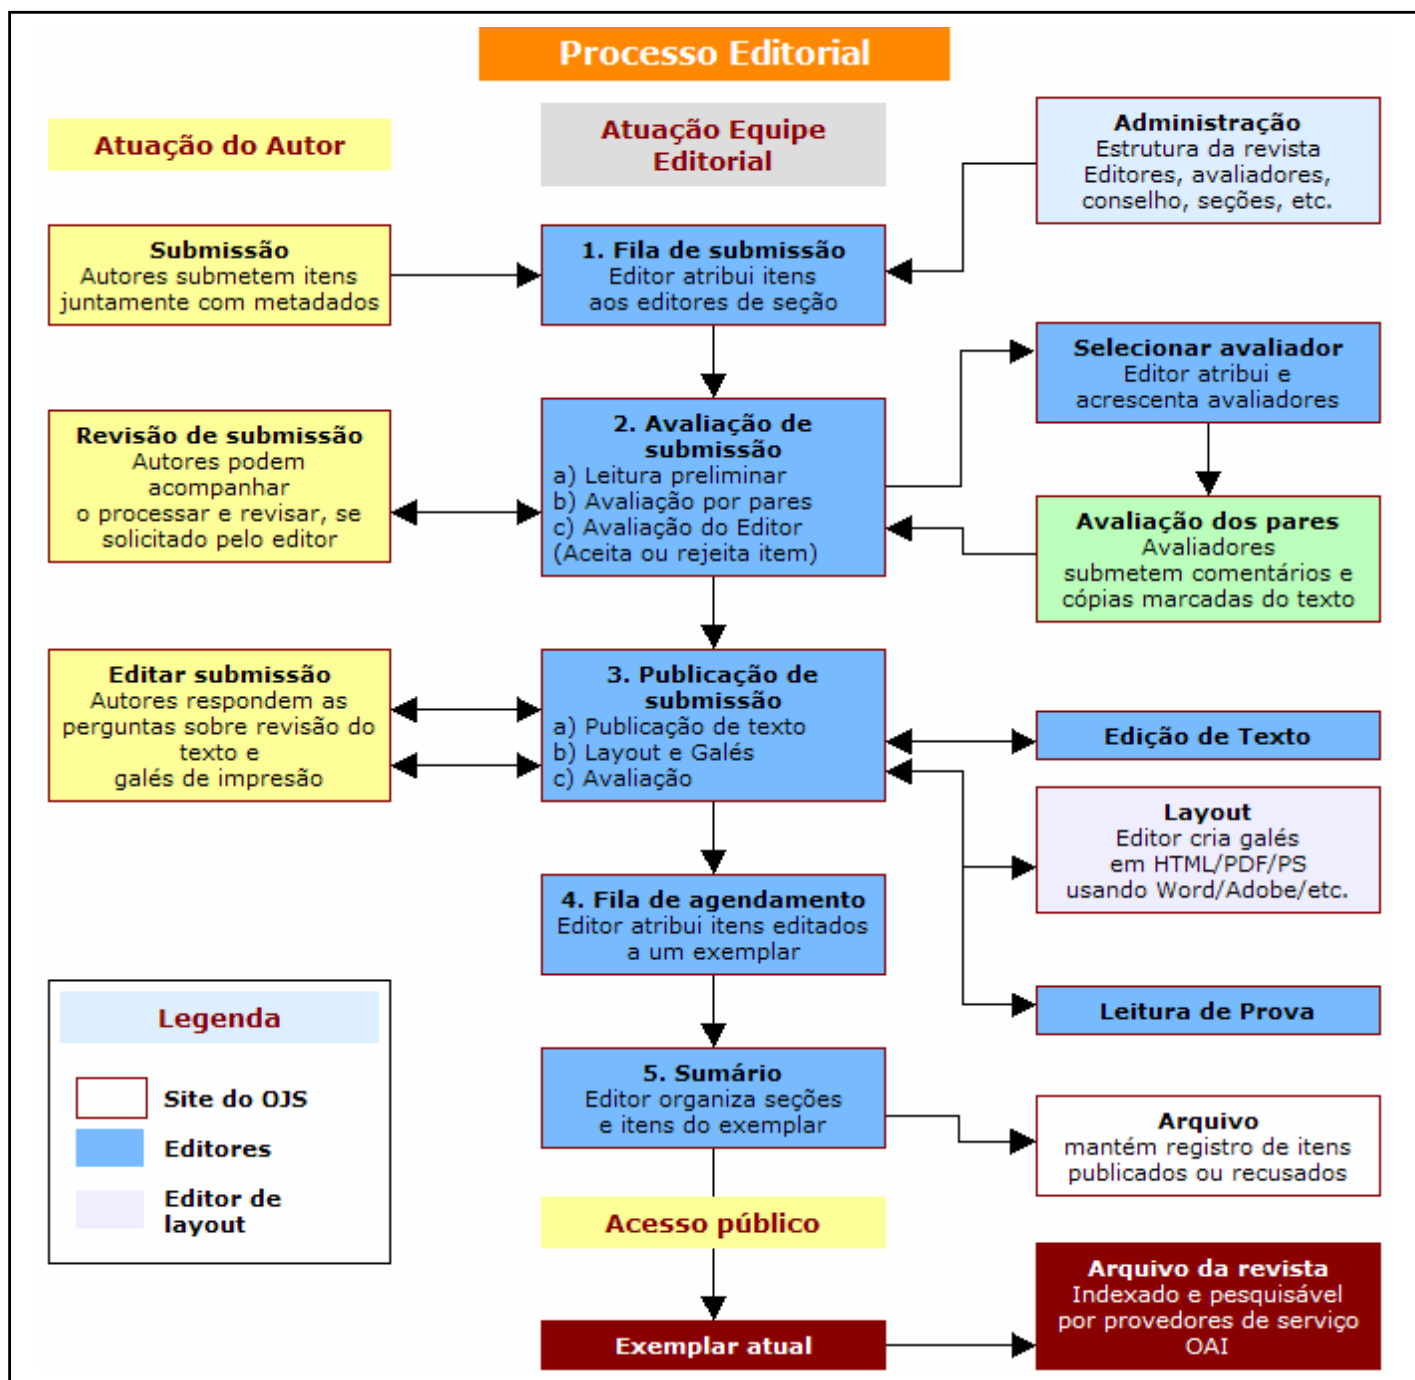 Processo Editorial
Atuação do Autor
Atuação Equipe
Editorial
Administração
Estrutura da revista
Editores, avaliadores,
conselho, seções, etc.
Submissão
Autores submetem itens
juntamente com metadados
1. Fila de submissão
Editor atribui itens
aos editores de seção
Selecionar avaliador
Editor atribui e
acrescenta avaliadores
Revisão de submissão
Autores podem
acompanhar
o processar e revisar, se
solicitado pelo editor
2. Avaliação de
submissão
a) Leitura preliminar
b) Avaliação por pares
c) Avaliação do Editor
(Aceita ou rejeita item)
Avaliação dos pares
Avaliadores
submetem comentários e
cópias marcadas do texto
Editar submissão
Autores respondem as
perguntas sobre revisão do
texto e
galés de impresão
3. Publicação de
submissão
a) Publicação de texto
b) Layout e Galés
c) Avaliação
Edição de Texto
Layout
Editor cria galés
em HTML/PDF/PS
usando Word/Adobe/etc.
4. Fila de agendamento
Editor atribui itens editados
a um exemplar
Leitura de Prova
Legenda
Site do OJS
Editores
Editor de
layout
5. Sumário
Editor organiza seções
e itens do exemplar
Arquivo
mantém registro de itens
publicados ou recusados
Acesso público
Exemplar atual
Arquivo da revista
Indexado e pesquisável
por provedores de serviço
OAI